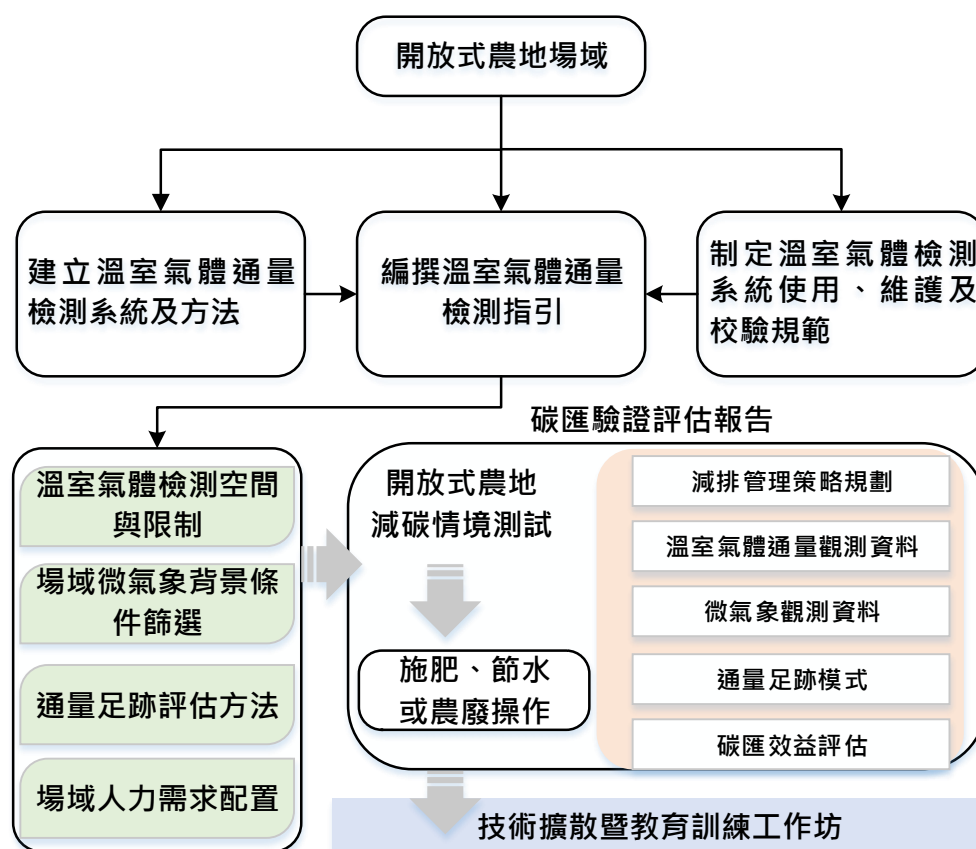 開放式農地場域
建立溫室氣體通量
檢測系統及方法
編撰溫室氣體通量
檢測指引
制定溫室氣體檢測
系統使用、維護及
校驗規範
碳匯驗證評估報告
溫室氣體檢測空間
與限制
場域微氣象背景條
件篩選
通量足跡評估方法
場域人力需求配置
開放式農地
減碳情境測試
施肥、節水
或農廢操作
減排管理策略規劃
溫室氣體通量觀測資料
微氣象觀測資料
通量足跡模式
碳匯效益評估
技術擴散暨教育訓練工作坊